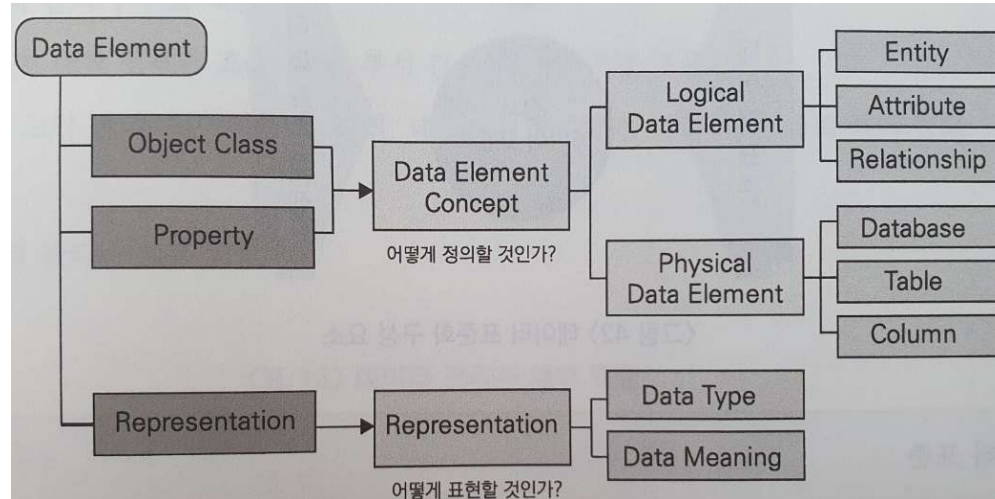 Data Element
Object Class
Property
Representation
Data Element
Concept
어떻게 정의할 것인가?
Logical
Data Element
Entity
Attribute
Relationship
Physical
Data Element
Database
Table
Column
Representation
어떻게 표현할 것인가?
Data Type
Data Meaning